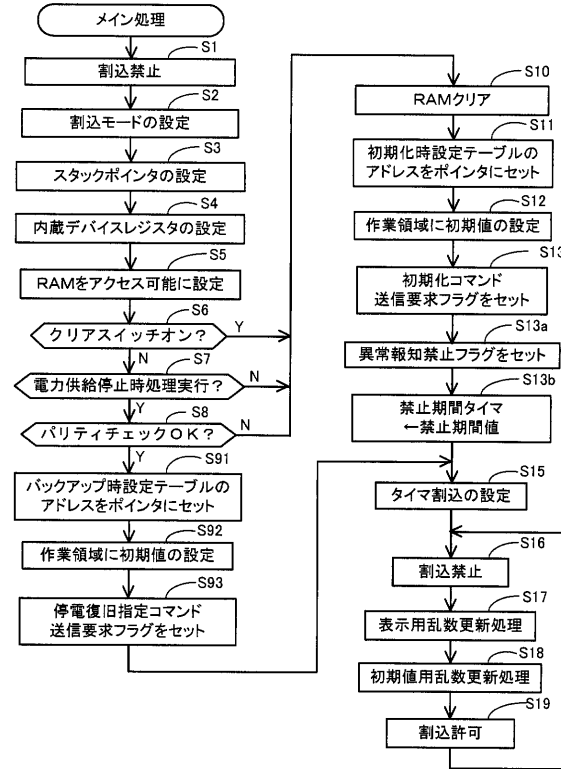 メイン処理
S1
割込禁止
S2
割込モードの設定
S3
スタックポインタの設定
S4
内蔵デバイスレジスタの設定
S5
RAMをアクセス可能に設定
S6
クリアスイッチオン？
Y
N
S7
電力供給停止時処理実行？
N
Y
S8
パリティチェックOK？
N
Y
S91
バックアップ時設定テーブルの
アドレスをポインタにセット
S92
作業領域に初期値の設定
S93
停電復旧指定コマンド
送信要求フラグをセット
S10
RAMクリア
S11
初期化時設定テーブルの
アドレスをポインタにセット
S12
作業領域に初期値の設定
S13
初期化コマンド
送信要求フラグをセット
S13a
異常報知禁止フラグをセット
S13b
禁止期間タイマ
←禁止期間値
S15
タイマ割込の設定
S16
割込禁止
S17
表示用乱数更新処理
S18
初期値用乱数更新処理
S19
割込許可